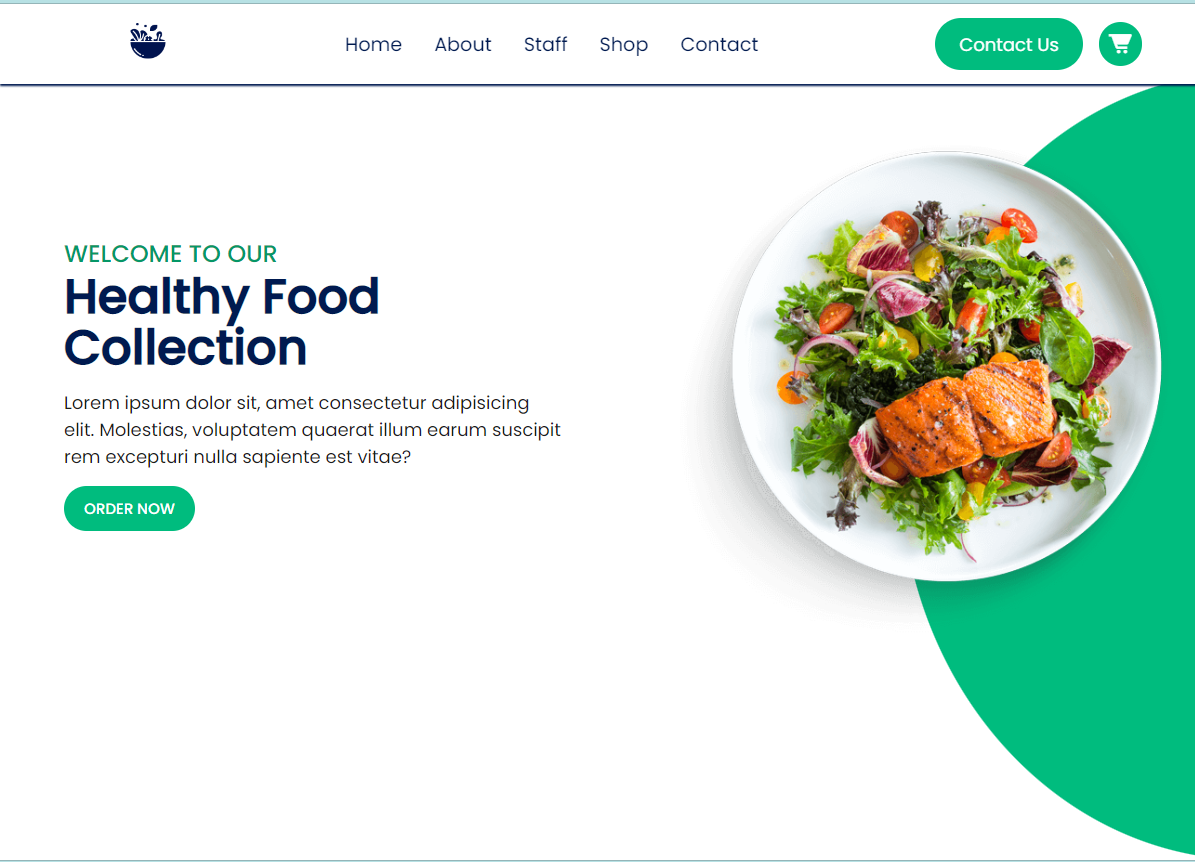 Home About Staff Shop Contact Contact Us
WELCOME TO OUR
Healthy Food
Collection
Lorem ipsum dolor sit, amet consectetur adipisicing
elit. Molestias, voluptatem quaerat illum earum suscipit
rem excepturi nulla sapiente est vitae?
ORDER NOW